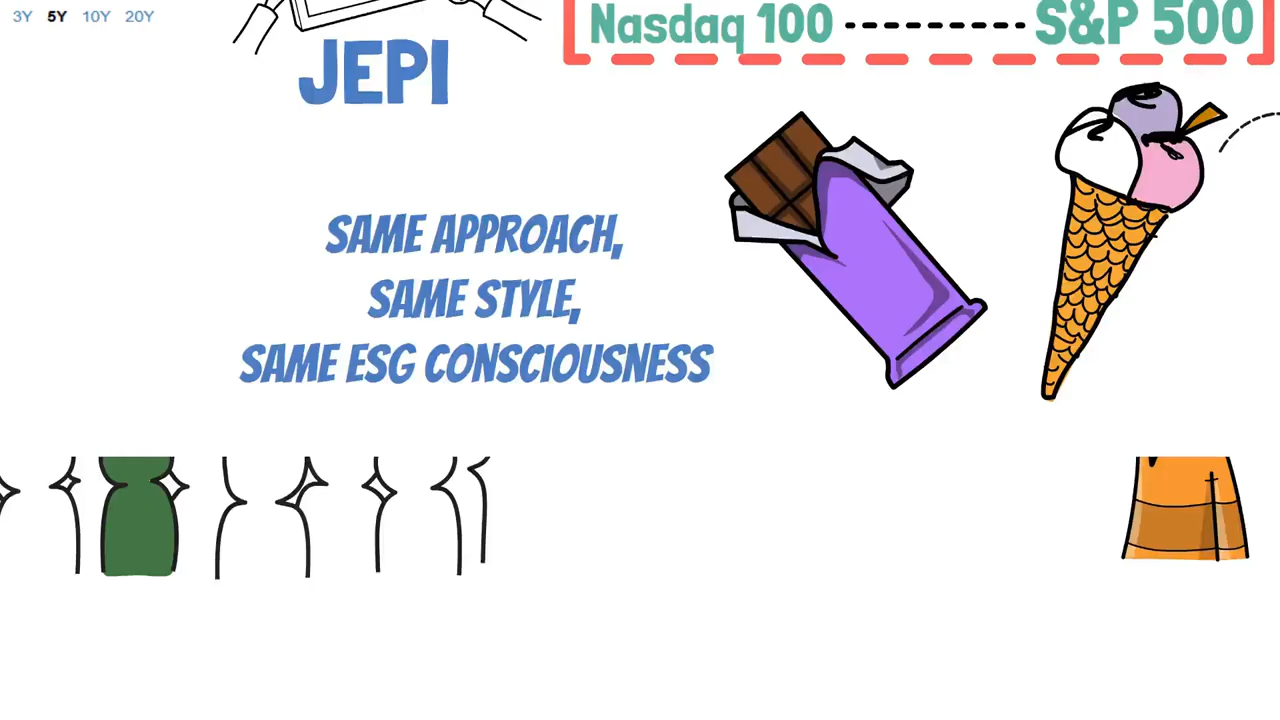 3Y 5Y 10Y 20Y
Nasdaq 100 S&P 500
JEPI
SAME APPROACH,
SAME STYLE,
SAME ESG CONSCIOUSNESS